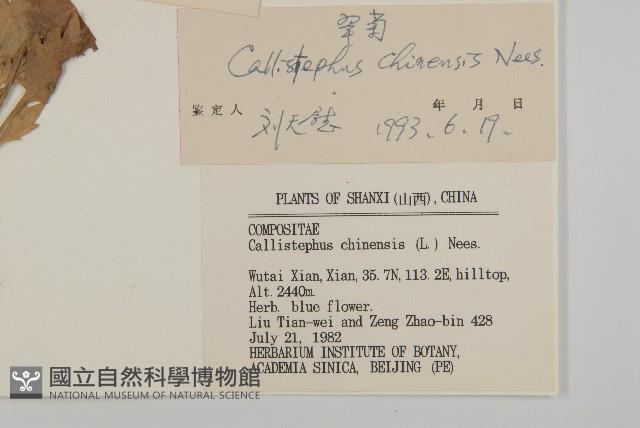 翠菊
Callistephus chinensis Nees.
鉴定人 刘天慰 年 月 日
1993. 6. 19.
PLANTS OF SHANXI (山西), CHINA
COMPOSITAE
Callistephus chinensis (L.) Nees.
Wutai Xian, Xian, 35.7N, 113.2E, hilltop,
Alt. 2440m.
Herb. blue flower.
Liu Tian-wei and Zeng Zhao-bin 428
July 21, 1982
HERBARIUM INSTITUTE OF BOTANY,
ACADEMIA SINICA, BEIJING (PE)
國立自然科學博物館
NATIONAL MUSEUM OF NATURAL SCIENCE